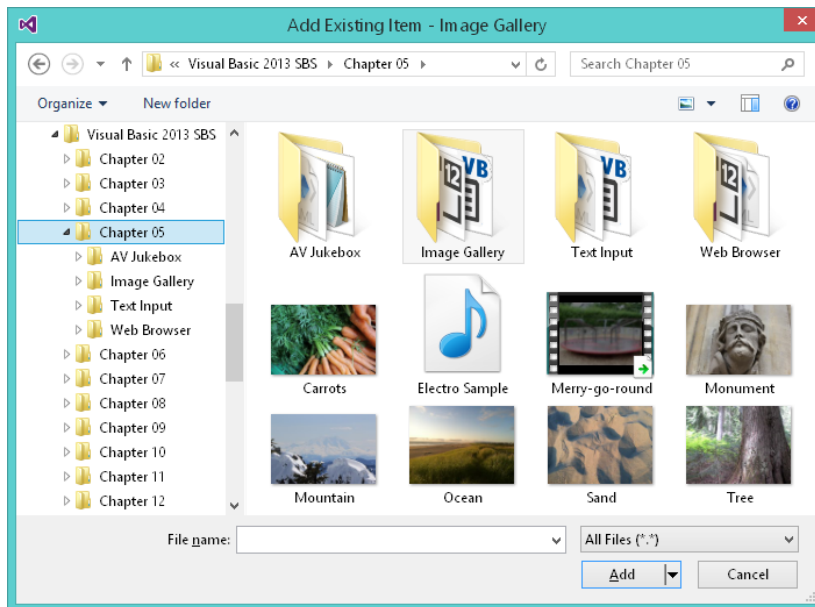 Add Existing Item - Image Gallery
« Visual Basic 2013 SBS Chapter 05
Search Chapter 05
Organize New folder
Visual Basic 2013 SBS
Chapter 02
Chapter 03
Chapter 04
Chapter 05
AV Jukebox
Image Gallery
Text Input
Web Browser
Chapter 06
Chapter 07
Chapter 08
Chapter 09
Chapter 10
Chapter 11
Chapter 12
12 VB VB 12
AV Jukebox Image Gallery Text Input Web Browser
Carrots Electro Sample Merry-go-round Monument
Mountain Ocean Sand Tree
File name: All Files (*.*)
Add Cancel